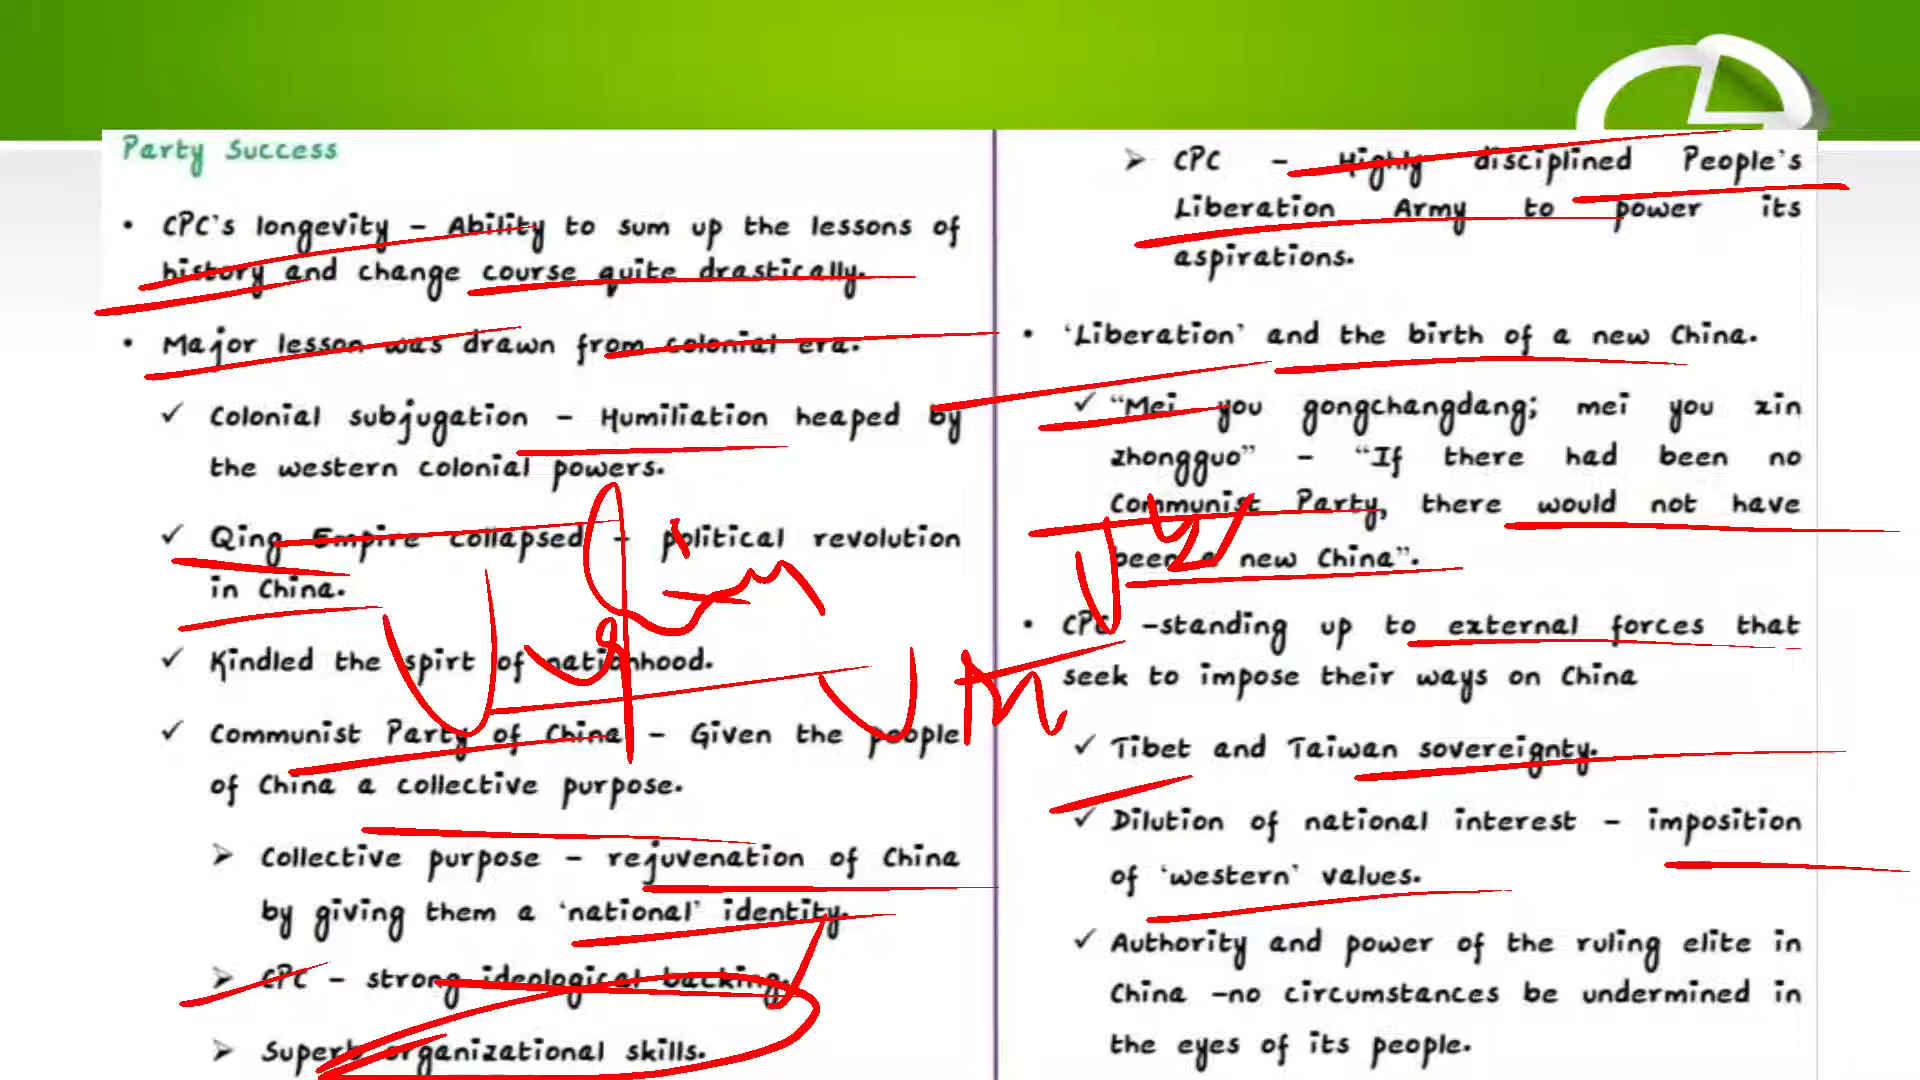 Party Success
• CPC's longevity – Ability to sum up the lessons of
history and change course quite drastically.
• Major lesson was drawn from colonial era.
✓ Colonial subjugation – Humiliation heaped by
the western colonial powers.
✓ Qing Empire collapsed – political revolution
in China.
✓ Kindled the spirt of nationhood.
✓ Communist Party of China – Given the people
of China a collective purpose.
➢ Collective purpose – rejuvenation of China
by giving them a 'national' identity.
➢ CPC – strong ideological backing.
➢ Superb organizational skills.
➢ CPC – Highly disciplined People's
Liberation Army to power its
aspirations.
• 'Liberation' and the birth of a new China.
✓ "Mei you gongchangdang; mei you xin
zhongguo" – "If there had been no
Communist Party, there would not have
been a new China".
• CPC –standing up to external forces that
seek to impose their ways on China
✓ Tibet and Taiwan sovereignty.
✓ Dilution of national interest – imposition
of 'western' values.
✓ Authority and power of the ruling elite in
China –no circumstances be undermined in
the eyes of its people.